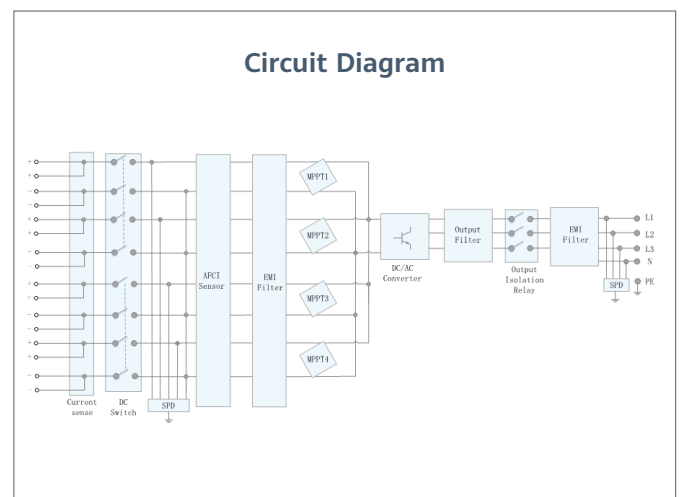 Circuit Diagram
+
+
-
-
+
+
-
-
+
+
-
-
+
+
-
-
Current
sense
DC
Switch
SPD
AFCI
Sensor
EMI
Filter
MPPT1
MPPT2
MPPT3
MPPT4
DC/AC
Converter
Output
Filter
Output
Isolation
Relay
EMI
Filter
L1
L2
L3
N
SPD
PE